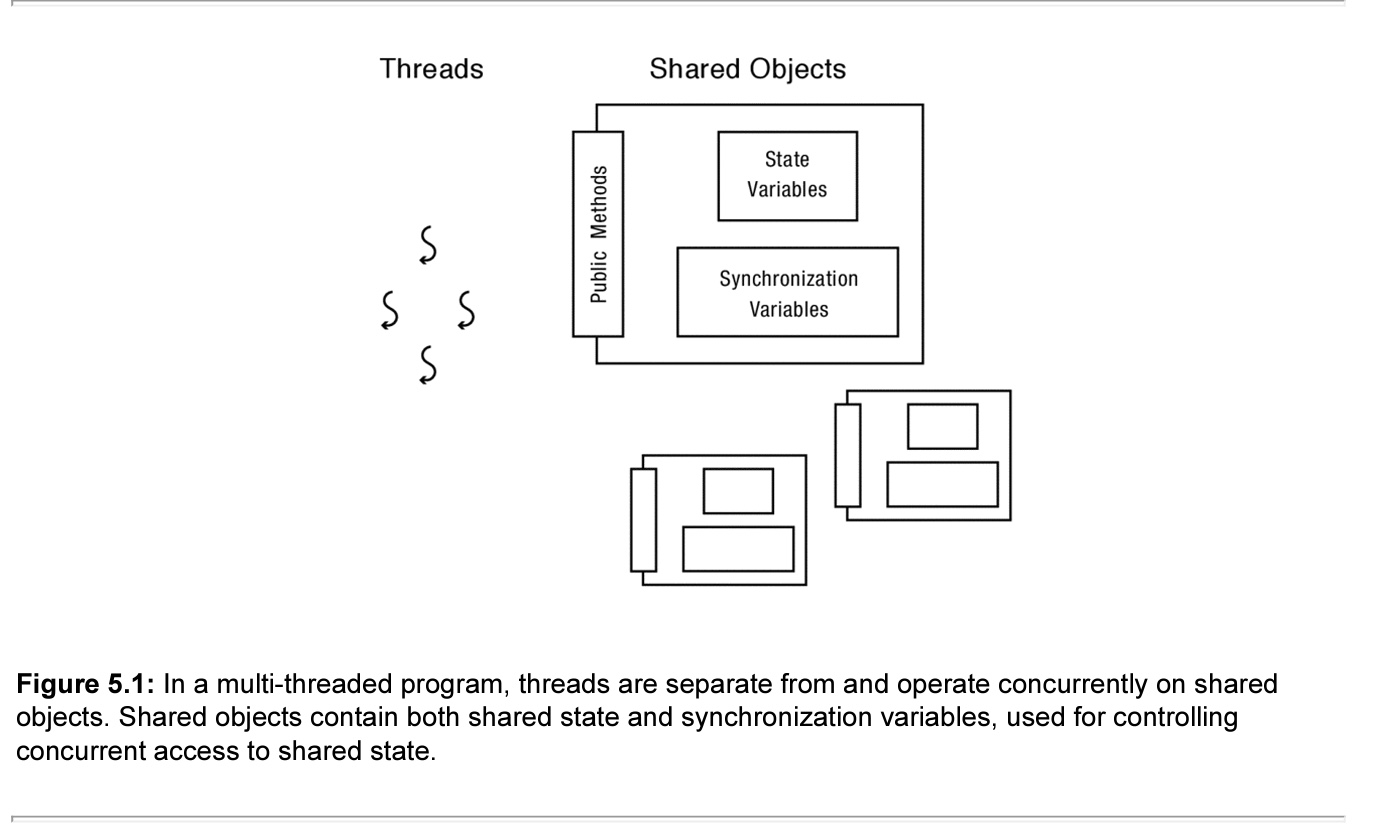 Threads
Shared Objects
Public Methods
State
Variables
Synchronization
Variables
Figure 5.1: In a multi-threaded program, threads are separate from and operate concurrently on shared
objects. Shared objects contain both shared state and synchronization variables, used for controlling
concurrent access to shared state.